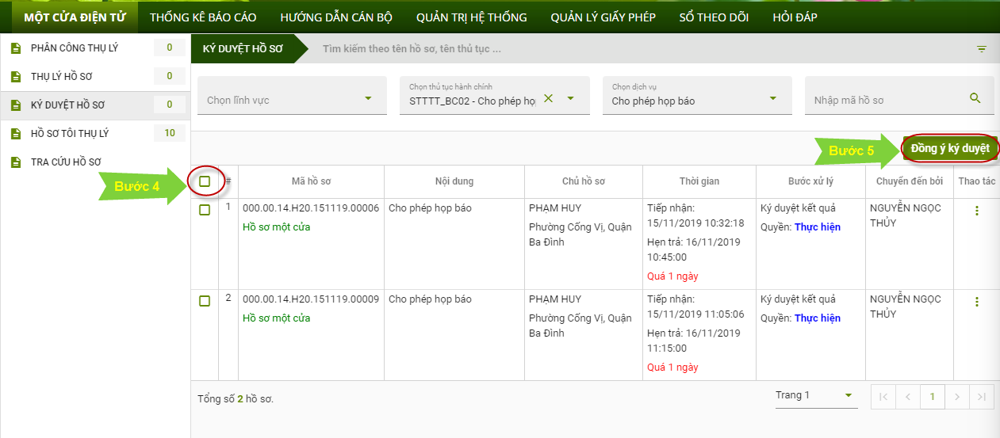 MỘT CỬA ĐIỆN TỬ THỐNG KÊ BÁO CÁO HƯỚNG DẪN CÁN BỘ QUẢN TRỊ HỆ THỐNG QUẢN LÝ GIẤY PHÉP SỔ THEO DÕI HỎI ĐÁP
PHÂN CÔNG THỤ LÝ 0
THỤ LÝ HỒ SƠ 0
KÝ DUYỆT HỒ SƠ 0
HỒ SƠ TÔI THỤ LÝ 10
TRA CỨU HỒ SƠ
KÝ DUYỆT HỒ SƠ Tìm kiếm theo tên hồ sơ, tên thủ tục ...
Chọn lĩnh vực
Chọn thủ tục hành chính
STTTT_BC02 - Cho phép họp
Chọn dịch vụ
Cho phép họp báo
Nhập mã hồ sơ
Bước 5 Đồng ý ký duyệt
Bước 4
# Mã hồ sơ Nội dung Chủ hồ sơ Thời gian Bước xử lý Chuyển đến bởi Thao tác
1
000.00.14.H20.151119.00006
Hồ sơ một cửa
Cho phép họp báo
PHẠM HUY
Phường Cống Vị, Quận
Ba Đình
Tiếp nhận:
15/11/2019 10:32:18
Hẹn trả: 16/11/2019
10:45:00
Quá 1 ngày
Ký duyệt kết quả
Quyền: Thực hiện
NGUYỄN NGỌC
THỦY
2
000.00.14.H20.151119.00009
Hồ sơ một cửa
Cho phép họp báo
PHẠM HUY
Phường Cống Vị, Quận
Ba Đình
Tiếp nhận:
15/11/2019 11:05:06
Hẹn trả: 16/11/2019
11:15:00
Quá 1 ngày
Ký duyệt kết quả
Quyền: Thực hiện
NGUYỄN NGỌC
THỦY
Tổng số 2 hồ sơ.
Trang 1
1